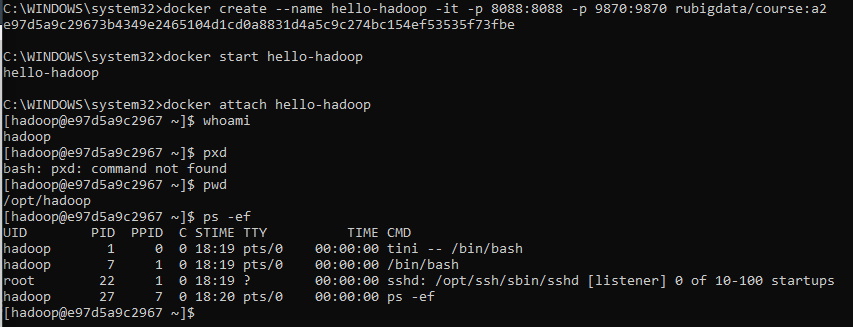 C:\WINDOWS\system32>docker create --name hello-hadoop -it -p 8088:8088 -p 9870:9870 rubigdata/course:a2
e97d5a9c29673b4349e2465104d1cd0a8831d4a5c9c274bc154ef53535f73fbe
C:\WINDOWS\system32>docker start hello-hadoop
hello-hadoop
C:\WINDOWS\system32>docker attach hello-hadoop
[hadoop@e97d5a9c2967 ~]$ whoami
hadoop
[hadoop@e97d5a9c2967 ~]$ pxd
bash: pxd: command not found
[hadoop@e97d5a9c2967 ~]$ pwd
/opt/hadoop
[hadoop@e97d5a9c2967 ~]$ ps -ef
UID        PID  PPID  C STIME TTY          TIME CMD
hadoop       1     0  0 18:19 pts/0    00:00:00 tini -- /bin/bash
hadoop       7     1  0 18:19 pts/0    00:00:00 /bin/bash
root        22     1  0 18:19 ?        00:00:00 sshd: /opt/ssh/sbin/sshd [listener] 0 of 10-100 startups
hadoop      27     7  0 18:20 pts/0    00:00:00 ps -ef
[hadoop@e97d5a9c2967 ~]$